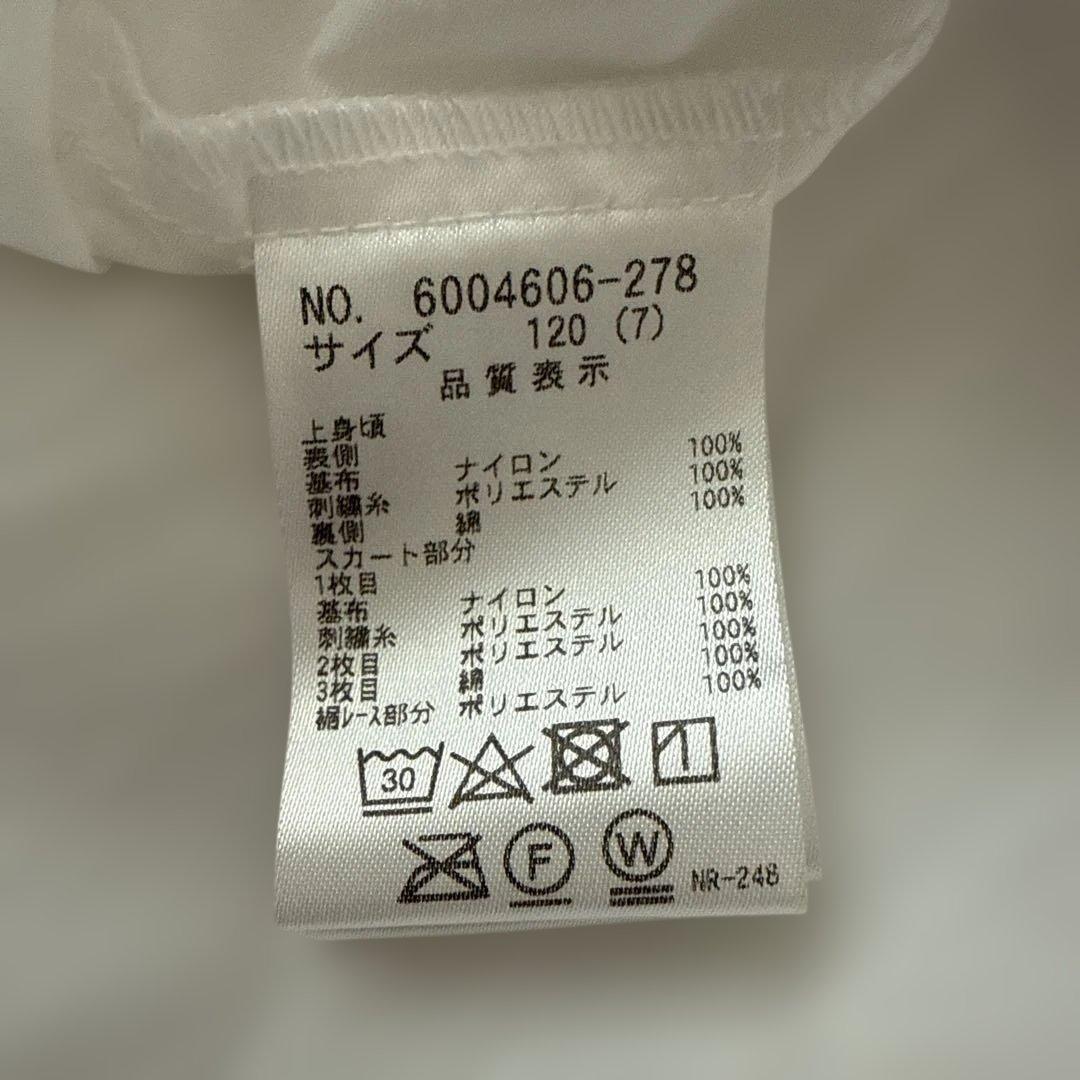 NO. 6004606-278
サイズ 120 (7)
品質表示
上身頃
表側
基布 ナイロン 100%
刺繍糸 ポリエステル 100%
裏側 綿 100%
スカート部分
1枚目
基布 ナイロン 100%
刺繍糸 ポリエステル 100%
2枚目 ポリエステル 100%
3枚目 綿 100%
裾レース部分 ポリエステル 100%
30
F W NR-248